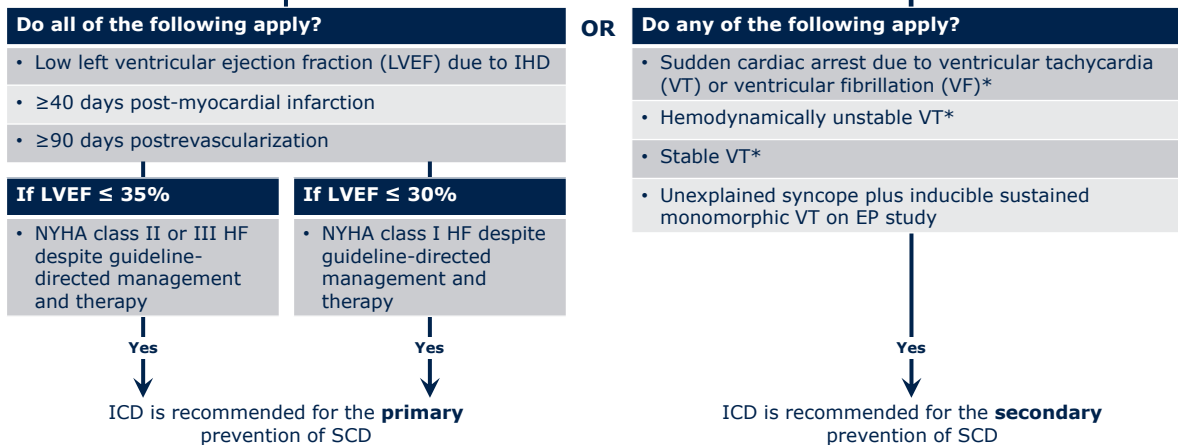 Do all of the following apply?
• Low left ventricular ejection fraction (LVEF) due to IHD
• ≥40 days post-myocardial infarction
• ≥90 days postrevascularization
If LVEF ≤ 35%
• NYHA class II or III HF
despite guideline-
directed management
and therapy
Yes
If LVEF ≤ 30%
• NYHA class I HF despite
guideline-directed
management and
therapy
Yes
ICD is recommended for the primary
prevention of SCD
OR
Do any of the following apply?
• Sudden cardiac arrest due to ventricular tachycardia
(VT) or ventricular fibrillation (VF)*
• Hemodynamically unstable VT*
• Stable VT*
• Unexplained syncope plus inducible sustained
monomorphic VT on EP study
Yes
ICD is recommended for the secondary
prevention of SCD